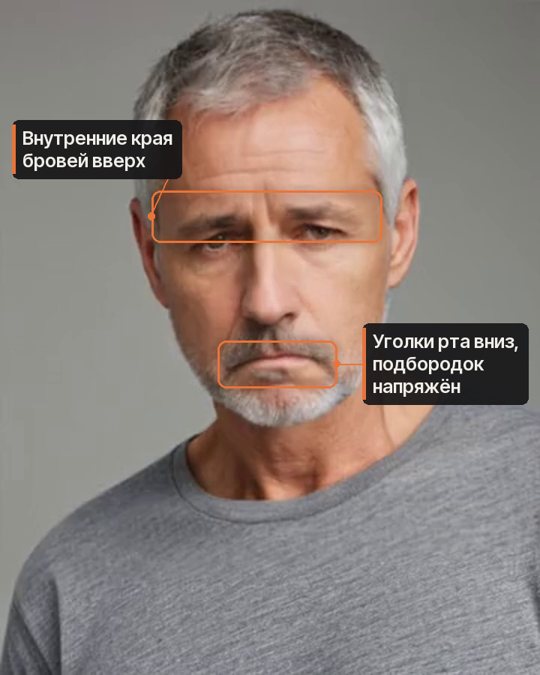 Внутренние края
бровей вверх
Уголки рта вниз,
подбородок
напряжён